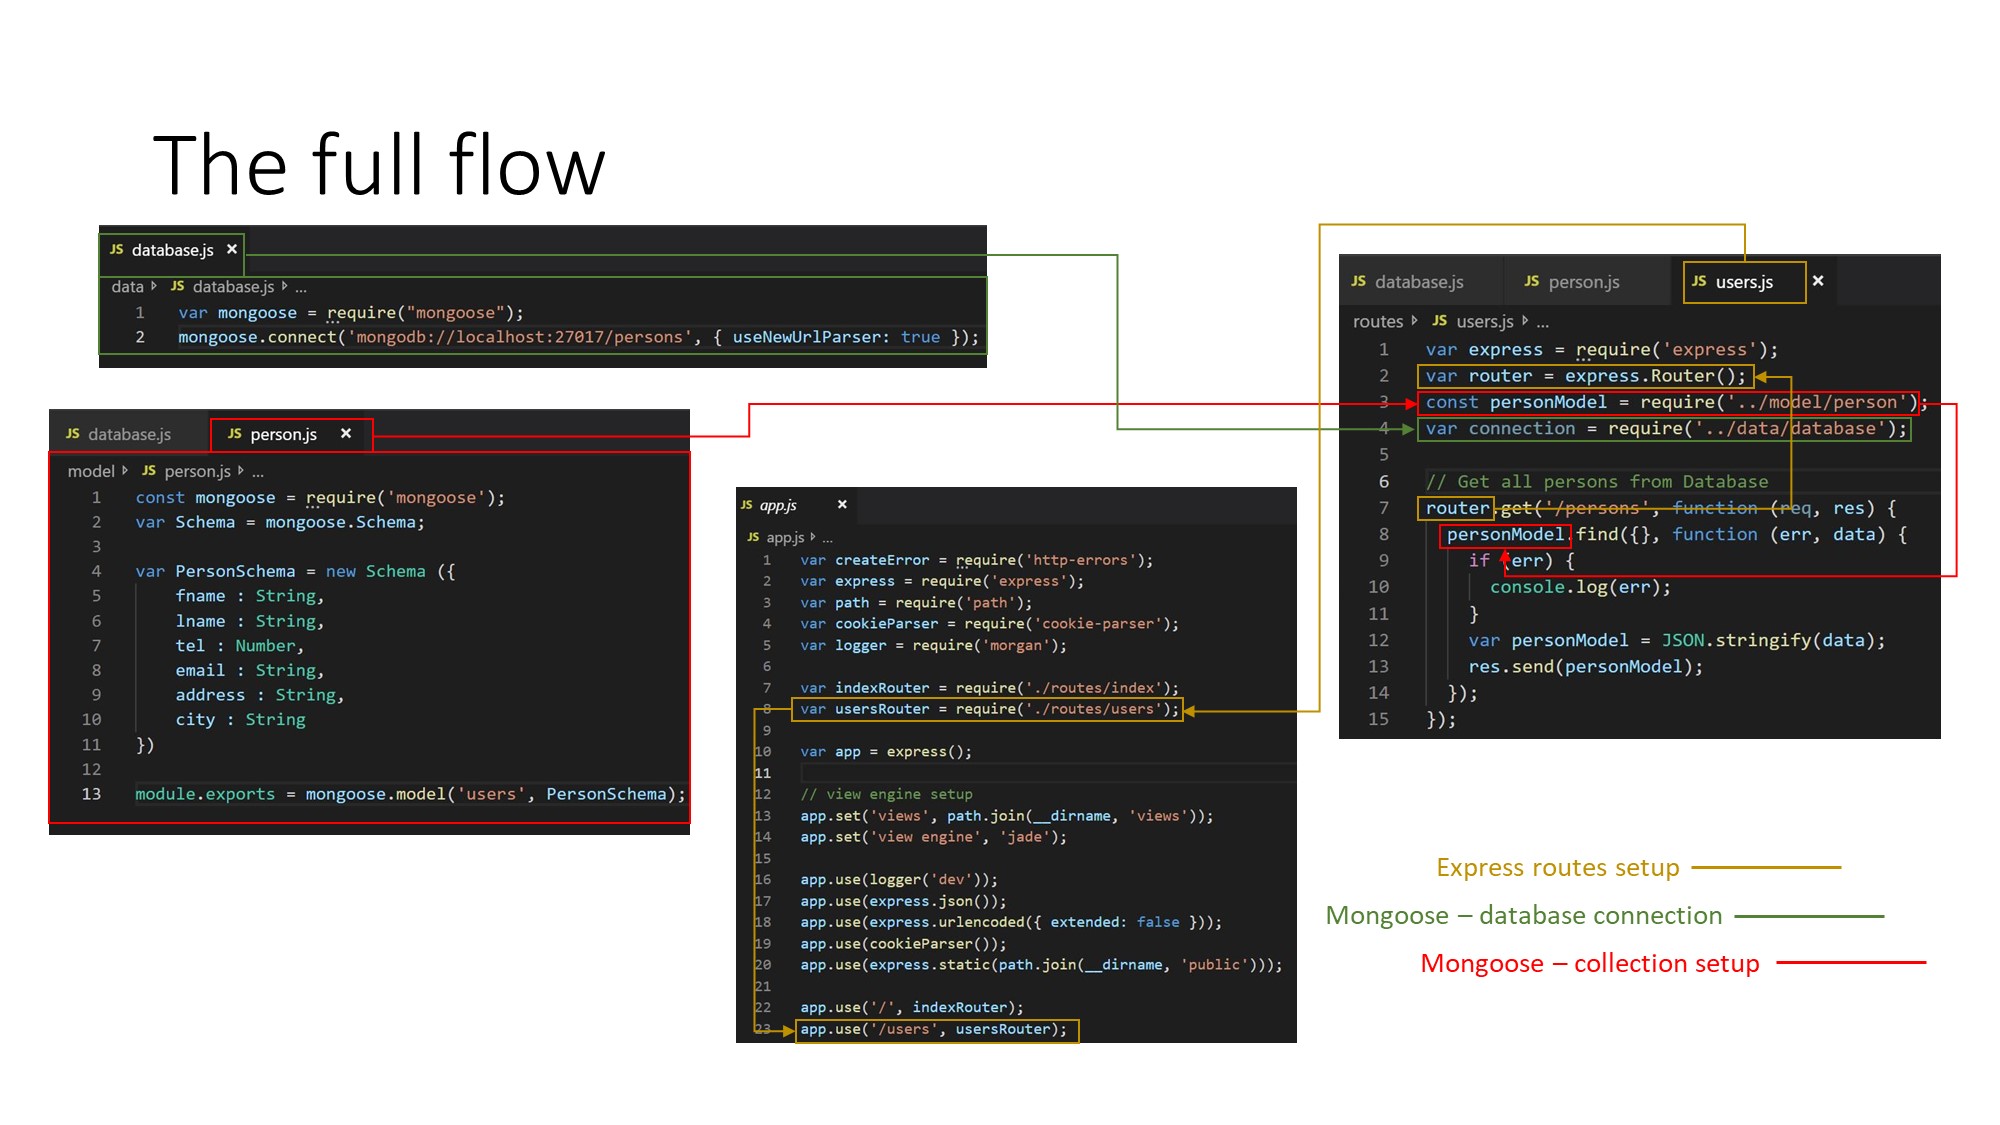 The full flow
JS database.js ×
data JS database.js ...
1 var mongoose = require("mongoose");
2 mongoose.connect('mongodb://localhost:27017/persons', { useNewUrlParser: true });
JS database.js JS person.js ×
model JS person.js ...
1 const mongoose = require('mongoose');
2 var Schema = mongoose.Schema;
3
4 var PersonSchema = new Schema ({
5 fname : String,
6 lname : String,
7 tel : Number,
8 email : String,
9 address : String,
10 city : String
11 })
12
13 module.exports = mongoose.model('users', PersonSchema);
JS app.js ×
JS app.js ...
1 var createError = require('http-errors');
2 var express = require('express');
3 var path = require('path');
4 var cookieParser = require('cookie-parser');
5 var logger = require('morgan');
6
7 var indexRouter = require('./routes/index');
8 var usersRouter = require('./routes/users');
9
10 var app = express();
11
12 // view engine setup
13 app.set('views', path.join(__dirname, 'views'));
14 app.set('view engine', 'jade');
15
16 app.use(logger('dev'));
17 app.use(express.json());
18 app.use(express.urlencoded({ extended: false }));
19 app.use(cookieParser());
20 app.use(express.static(path.join(__dirname, 'public')));
21
22 app.use('/', indexRouter);
23 app.use('/users', usersRouter);
JS database.js JS person.js JS users.js ×
routes JS users.js ...
1 var express = require('express');
2 var router = express.Router();
3 const personModel = require('../model/person');
4 var connection = require('../data/database');
5
6 // Get all persons from Database
7 router.get('/persons', function (req, res) {
8 personModel.find({}, function (err, data) {
9 if (err) {
10 console.log(err);
11 }
12 var personModel = JSON.stringify(data);
13 res.send(personModel);
14 });
15 });
Express routes setup
Mongoose – database connection
Mongoose – collection setup